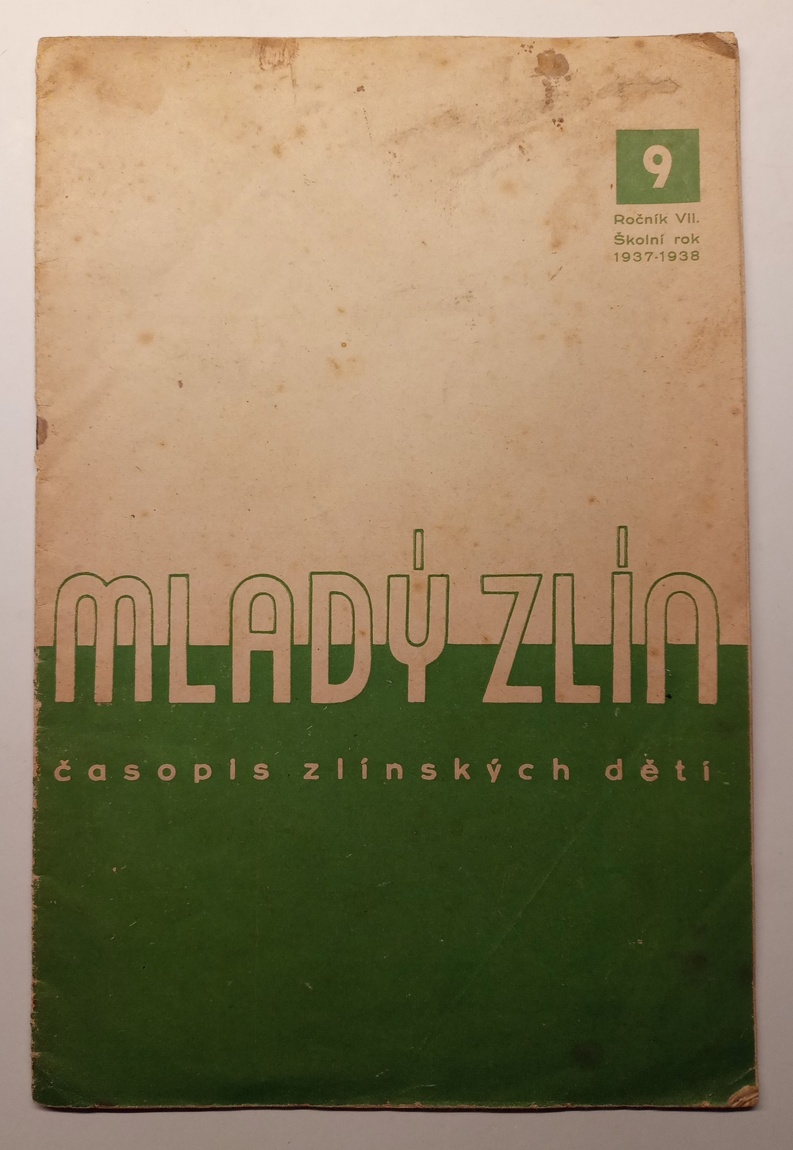 9
Ročník VII.
Školní rok
1937-1938
MLADÝ ZLÍN
časopis zlínských dětí